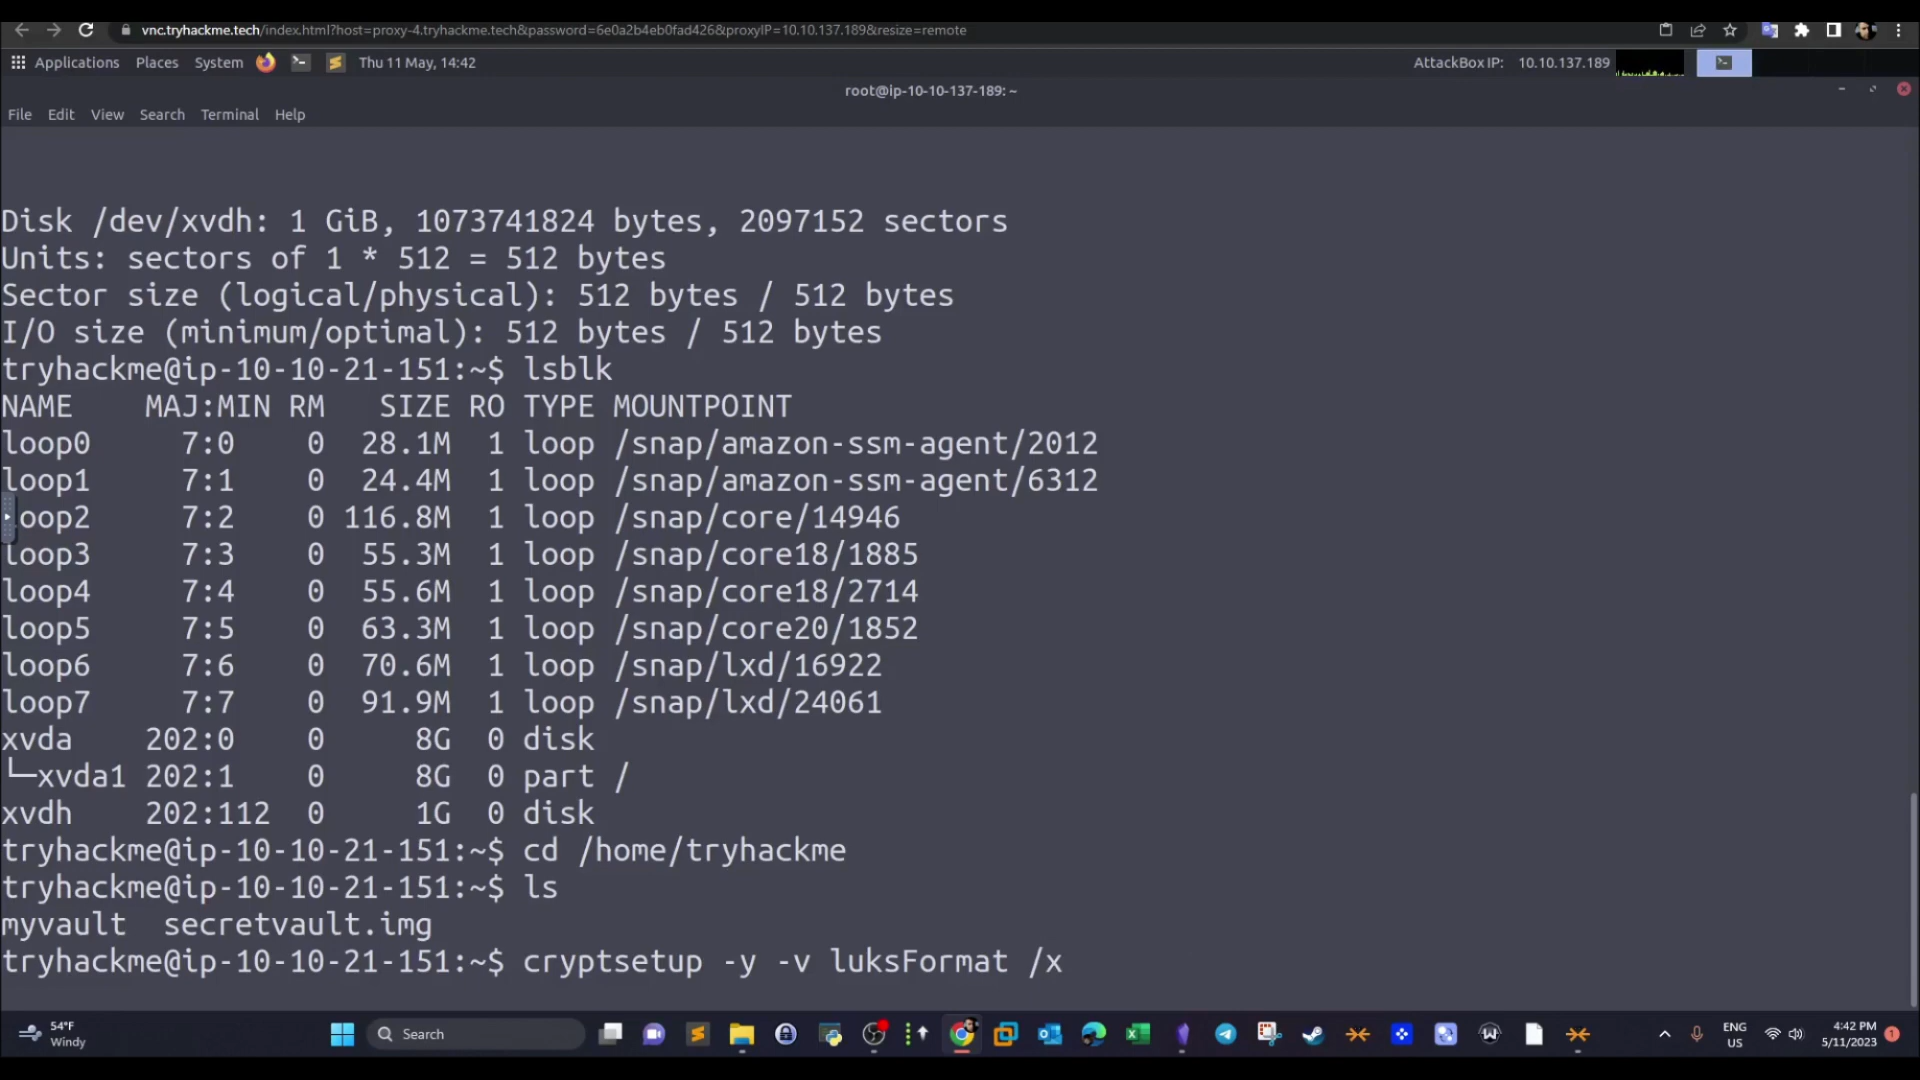 vnc.tryhackme.tech/index.html?host=proxy-4.tryhackme.tech&password=6e0a2b4eb0fad426&proxyIP=10.10.137.189&resize=remote
Applications Places System Thu 11 May, 14:42 AttackBox IP: 10.10.137.189
root@ip-10-10-137-189: ~
File Edit View Search Terminal Help
Disk /dev/xvdh: 1 GiB, 1073741824 bytes, 2097152 sectors
Units: sectors of 1 * 512 = 512 bytes
Sector size (logical/physical): 512 bytes / 512 bytes
I/O size (minimum/optimal): 512 bytes / 512 bytes
tryhackme@ip-10-10-21-151:~$ lsblk
NAME    MAJ:MIN RM   SIZE RO TYPE MOUNTPOINT
loop0     7:0    0  28.1M  1 loop /snap/amazon-ssm-agent/2012
loop1     7:1    0  24.4M  1 loop /snap/amazon-ssm-agent/6312
loop2     7:2    0 116.8M  1 loop /snap/core/14946
loop3     7:3    0  55.3M  1 loop /snap/core18/1885
loop4     7:4    0  55.6M  1 loop /snap/core18/2714
loop5     7:5    0  63.3M  1 loop /snap/core20/1852
loop6     7:6    0  70.6M  1 loop /snap/lxd/16922
loop7     7:7    0  91.9M  1 loop /snap/lxd/24061
xvda    202:0    0     8G  0 disk
└─xvda1 202:1    0     8G  0 part /
xvdh    202:112  0     1G  0 disk
tryhackme@ip-10-10-21-151:~$ cd /home/tryhackme
tryhackme@ip-10-10-21-151:~$ ls
myvault  secretvault.img
tryhackme@ip-10-10-21-151:~$ cryptsetup -y -v luksFormat /x
54°F
Windy
Search
ENG
US
4:42 PM
5/11/2023
1